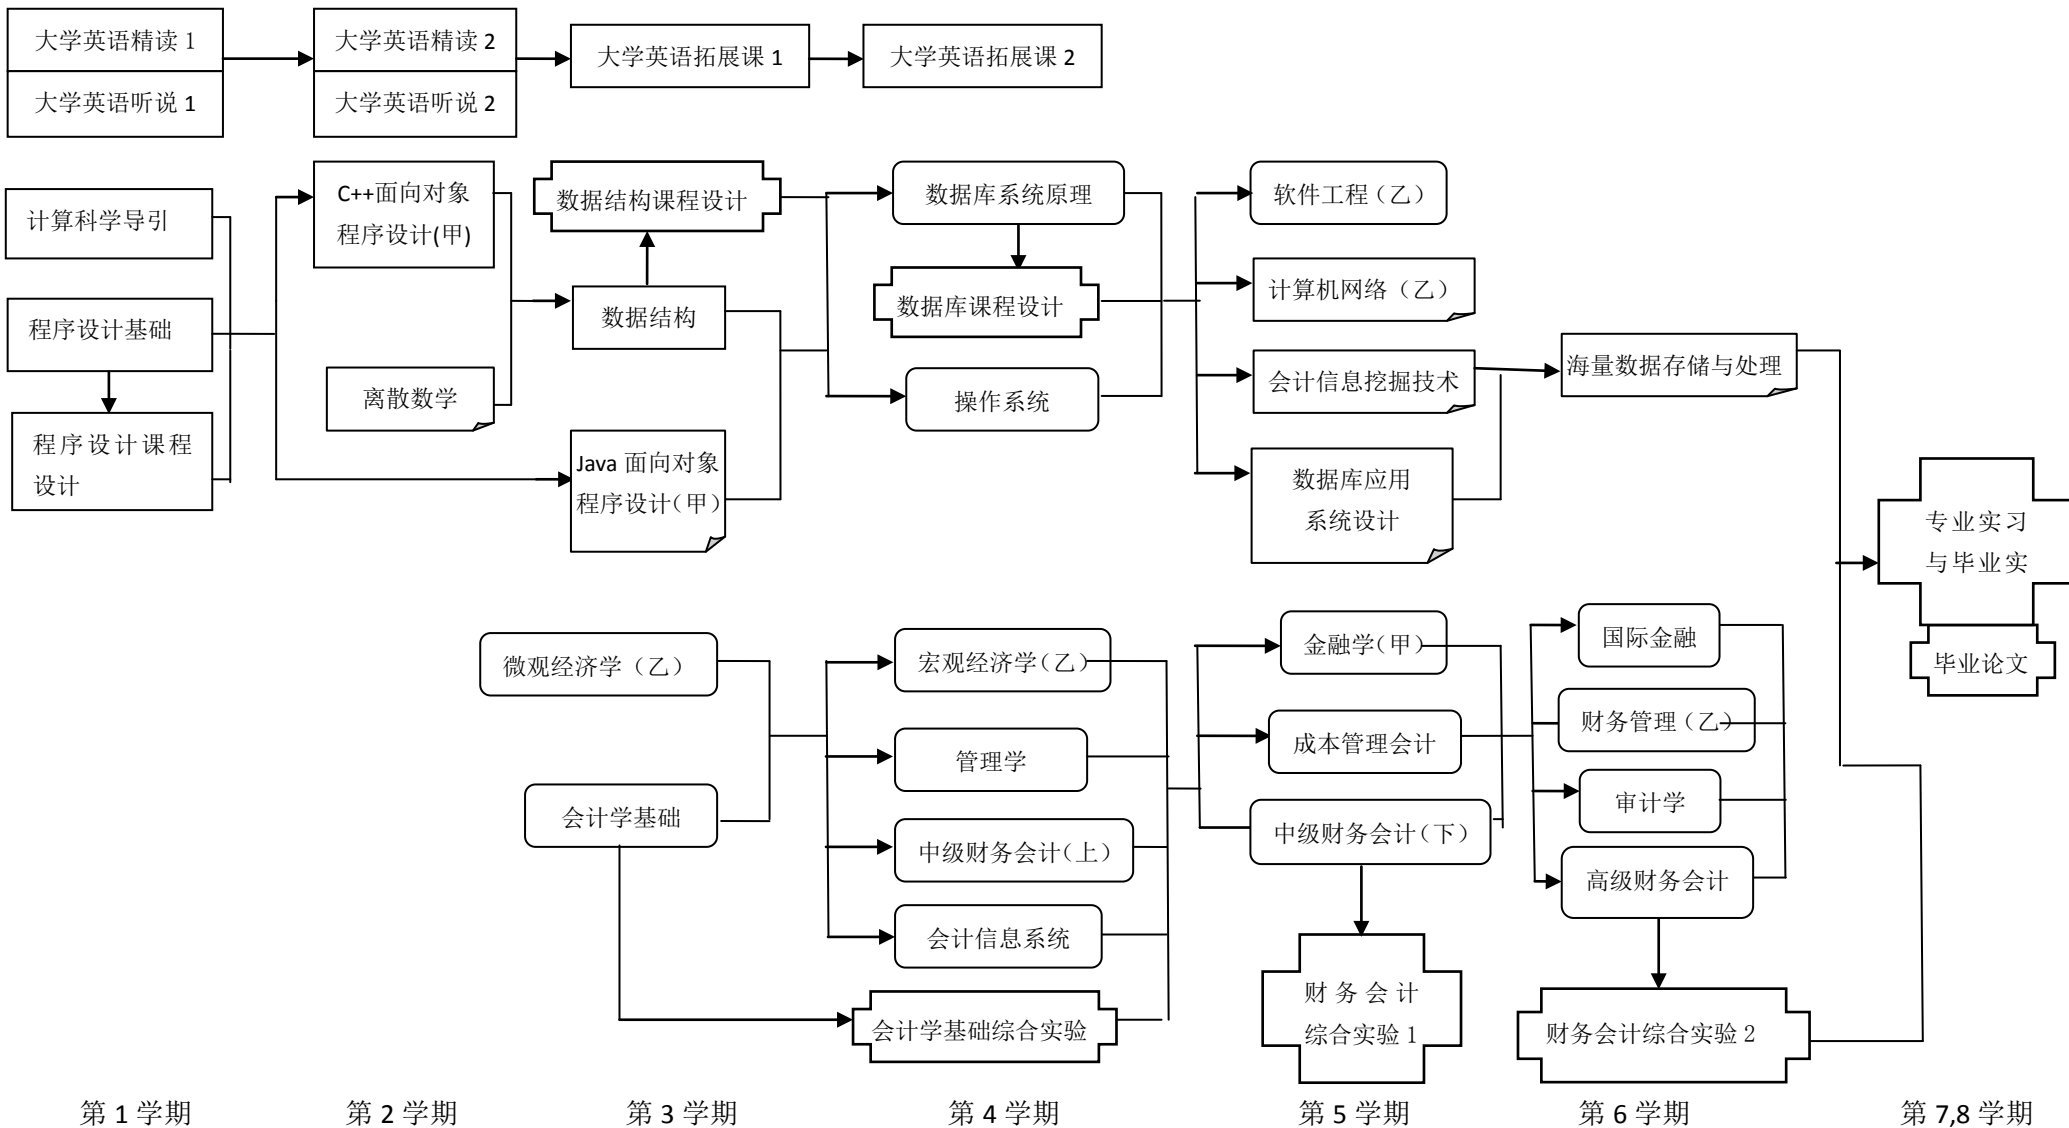 大学英语精读 1
大学英语听说 1
大学英语精读 2
大学英语听说 2
大学英语拓展课 1
大学英语拓展课 2
计算科学导引
程序设计基础
程序设计课程
设计
C++面向对象
程序设计(甲)
离散数学
数据结构课程设计
数据结构
Java 面向对象
程序设计（甲）
数据库系统原理
数据库课程设计
操作系统
软件工程（乙）
计算机网络（乙）
会计信息挖掘技术
数据库应用
系统设计
海量数据存储与处理
专业实习
与毕业实
毕业论文
微观经济学（乙）
会计学基础
宏观经济学（乙）
管理学
中级财务会计（上）
会计信息系统
会计学基础综合实验
金融学（甲）
成本管理会计
中级财务会计（下）
财务会计
综合实验 1
国际金融
财务管理（乙）
审计学
高级财务会计
财务会计综合实验 2
第 1 学期
第 2 学期
第 3 学期
第 4 学期
第 5 学期
第 6 学期
第 7,8 学期